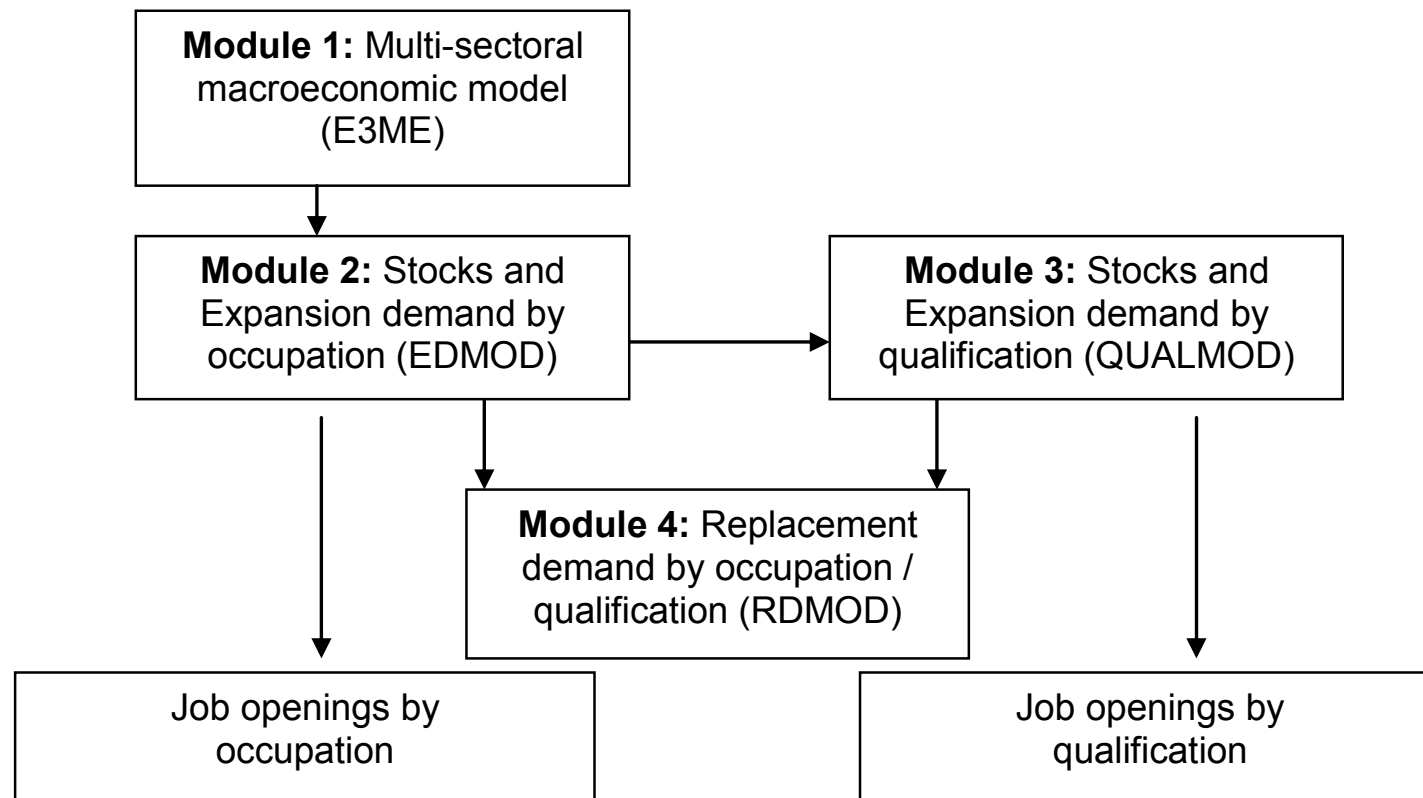 Module 1: Multi-sectoral
macroeconomic model
(E3ME)
Module 2: Stocks and
Expansion demand by
occupation (EDMOD)
Module 3: Stocks and
Expansion demand by
qualification (QUALMOD)
Module 4: Replacement
demand by occupation /
qualification (RDMOD)
Job openings by
occupation
Job openings by
qualification